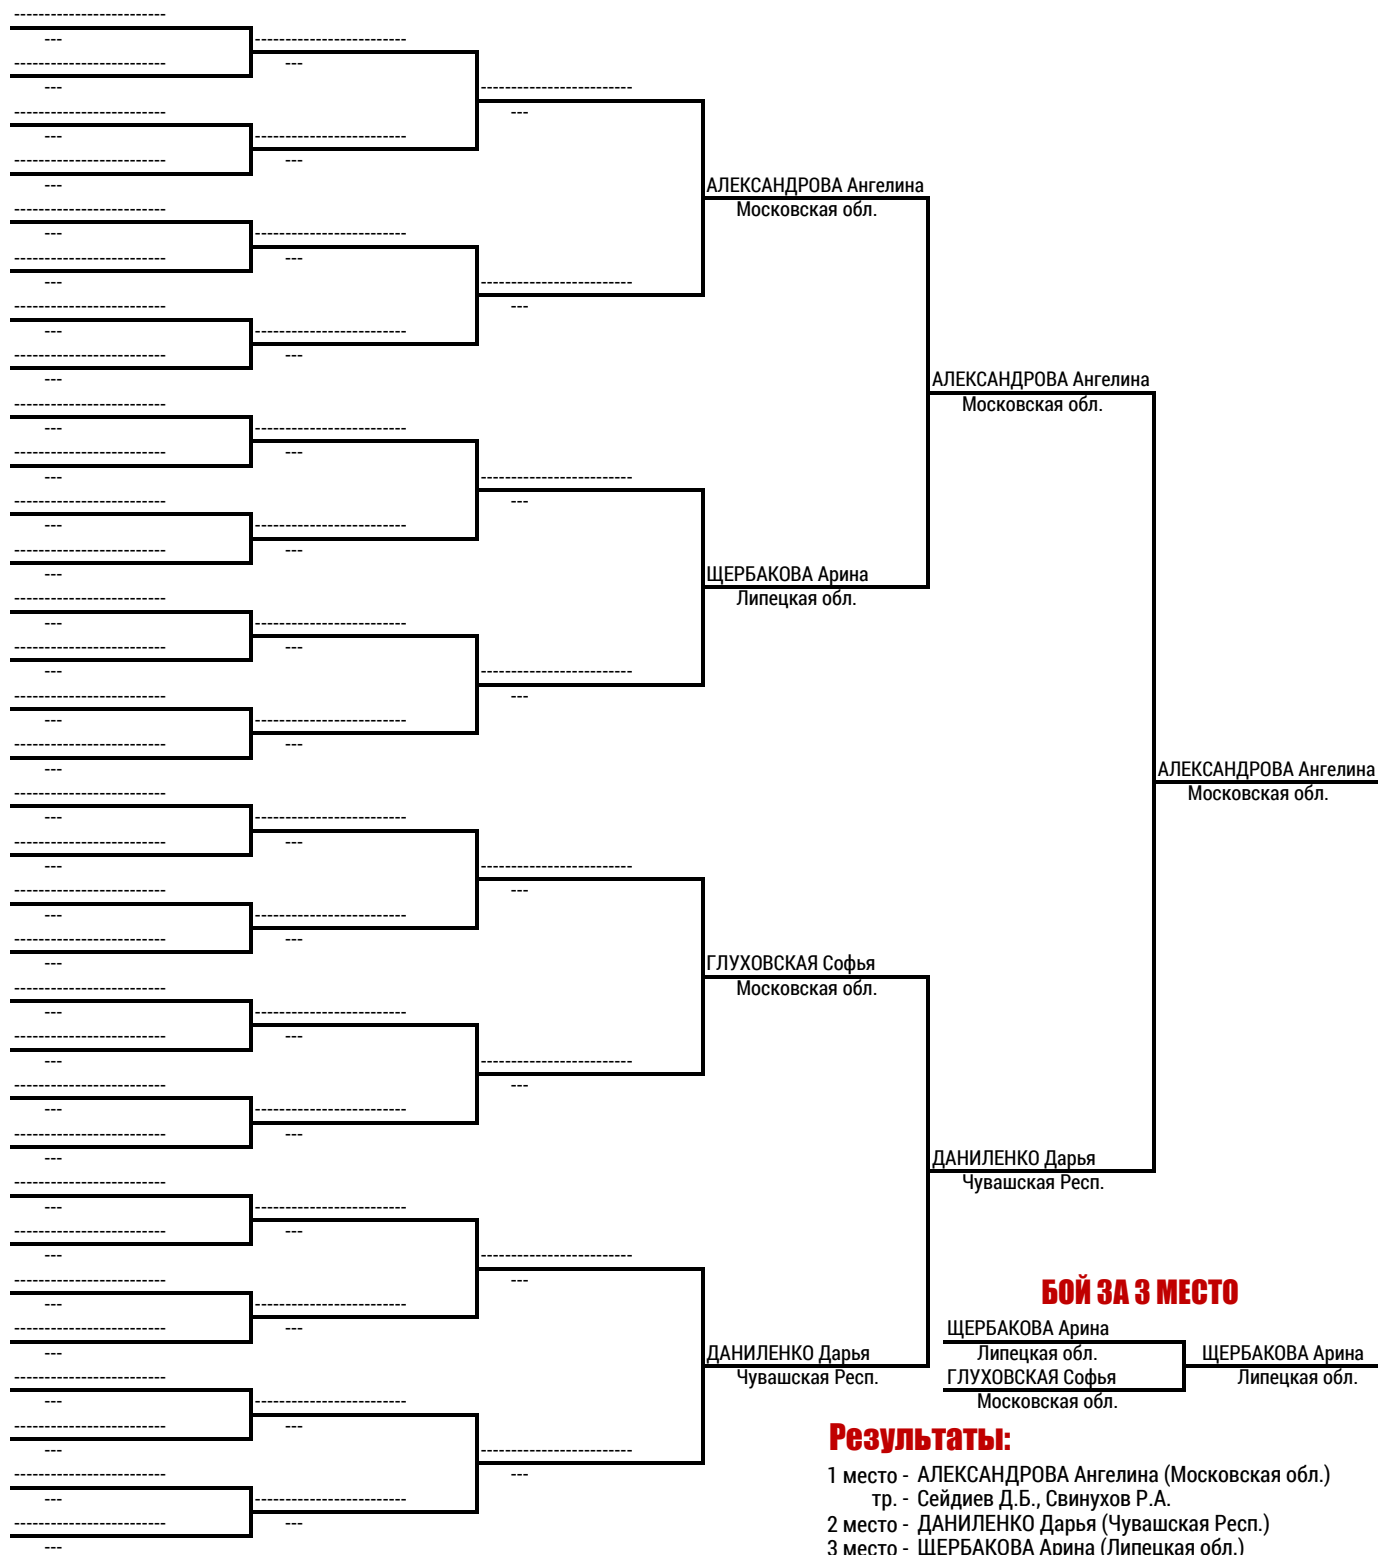 АЛЕКСАНДРОВА Ангелина
Московская обл.
АЛЕКСАНДРОВА Ангелина
Московская обл.
ЩЕРБАКОВА Арина
Липецкая обл.
АЛЕКСАНДРОВА Ангелина
Московская обл.
ГЛУХОВСКАЯ Софья
Московская обл.
ДАНИЛЕНКО Дарья
Чувашская Респ.
ДАНИЛЕНКО Дарья
Чувашская Респ.
БОЙ ЗА 3 МЕСТО
ЩЕРБАКОВА Арина
Липецкая обл.
ГЛУХОВСКАЯ Софья
Московская обл.
ЩЕРБАКОВА Арина
Липецкая обл.
Результаты:
1 место - АЛЕКСАНДРОВА Ангелина (Московская обл.)
тр. - Сейдиев Д.Б., Свинухов Р.А.
2 место - ДАНИЛЕНКО Дарья (Чувашская Респ.)
3 место - ЩЕРБАКОВА Арина (Липецкая обл.)